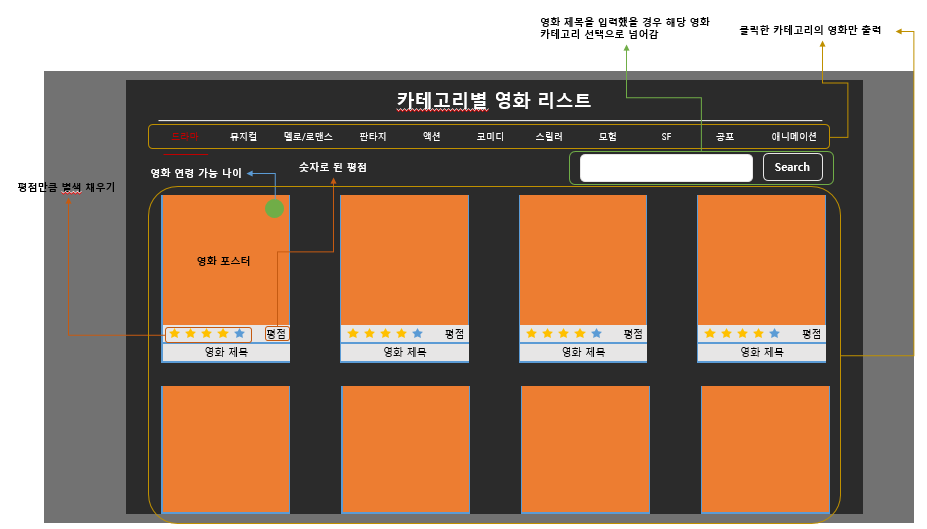 영화 제목을 입력했을 경우 해당 영화
카테고리 선택으로 넘어감
클릭한 카테고리의 영화만 출력
카테고리별 영화 리스트
드라마 뮤지컬 멜로/로맨스 판타지 액션 코미디 스릴러 모험 SF 공포 애니메이션
숫자로 된 평점
영화 연령 가능 나이
Search
평점만큼 별색 채우기
영화 포스터
평점 평점 평점 평점
영화 제목 영화 제목 영화 제목 영화 제목